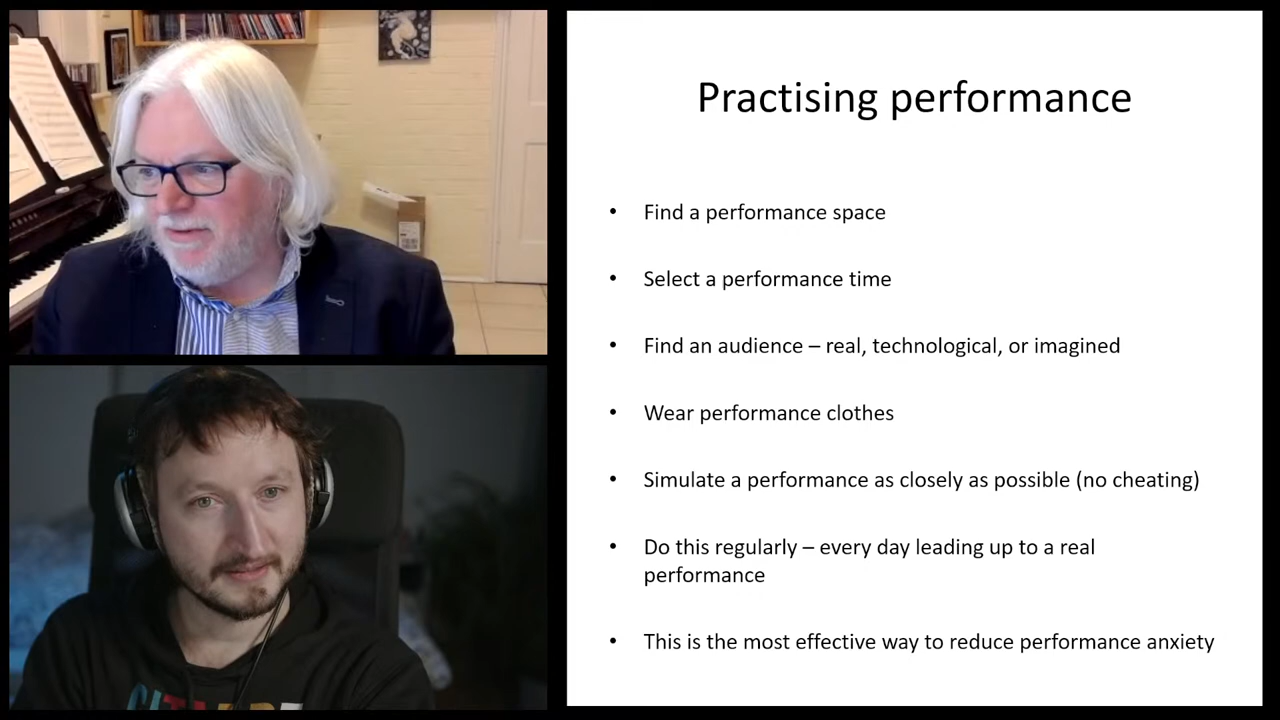 Practising performance
• Find a performance space
• Select a performance time
• Find an audience – real, technological, or imagined
• Wear performance clothes
• Simulate a performance as closely as possible (no cheating)
• Do this regularly – every day leading up to a real
performance
• This is the most effective way to reduce performance anxiety